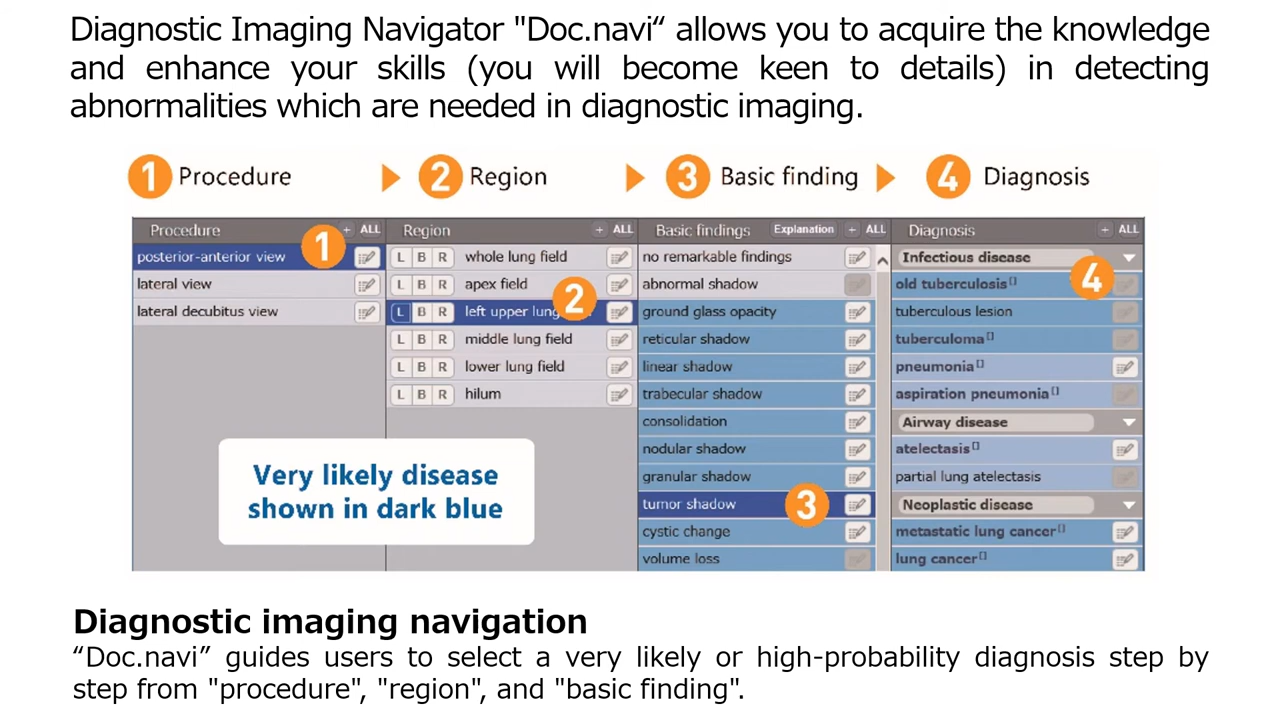 Diagnostic Imaging Navigator "Doc.navi“ allows you to acquire the knowledge
and enhance your skills (you will become keen to details) in detecting
abnormalities which are needed in diagnostic imaging.
1 Procedure 2 Region 3 Basic finding 4 Diagnosis
Procedure + ALL Region + ALL Basic findings Explanation + ALL Diagnosis + ALL
posterior-anterior view 1 L B R whole lung field no remarkable findings Infectious disease
lateral view L B R apex field abnormal shadow old tuberculosis[] 4
lateral decubitus view L B R left upper lung 2 ground glass opacity tuberculous lesion
L B R middle lung field reticular shadow tuberculoma[]
L B R lower lung field linear shadow pneumonia[]
L B R hilum trabecular shadow aspiration pneumonia[]
consolidation Airway disease
nodular shadow atelectasis[]
granular shadow partial lung atelectasis
tumor shadow 3 Neoplastic disease
cystic change metastatic lung cancer[]
volume loss lung cancer[]
Very likely disease
shown in dark blue
Diagnostic imaging navigation
“Doc.navi” guides users to select a very likely or high-probability diagnosis step by
step from "procedure", "region", and "basic finding".